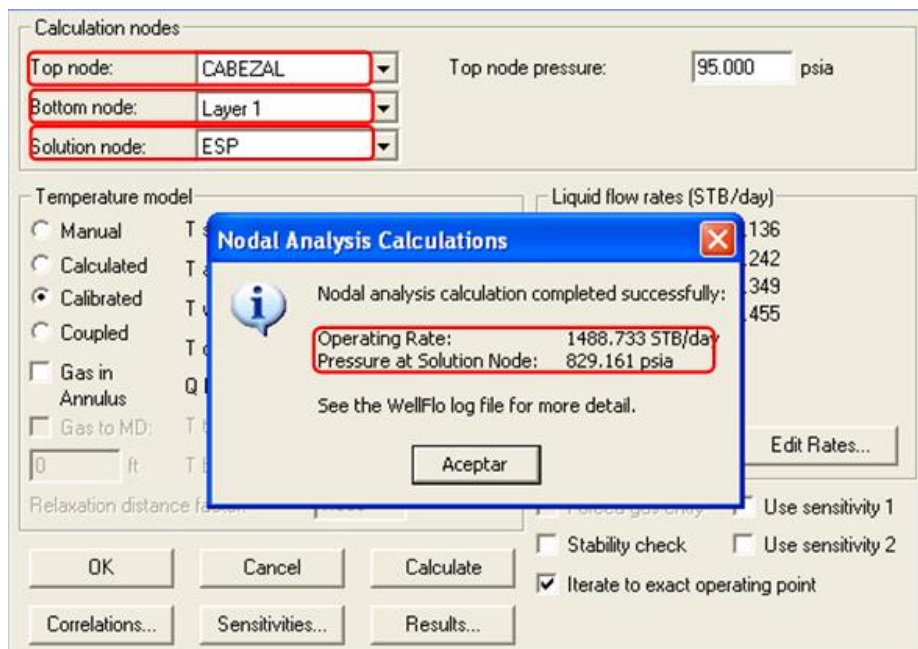 Calculation nodes
Top node: CABEZAL Top node pressure: 95.000 psia
Bottom node: Layer 1
Solution node: ESP
Temperature model Liquid flow rates (STB/day)
Manual T .136
Calculated T .242
Calibrated T .349
Coupled T .455
Gas in Annulus Q
Nodal Analysis Calculations
Nodal analysis calculation completed successfully:
Operating Rate: 1488.733 STB/day
Pressure at Solution Node: 829.161 psia
See the WellFlo log file for more detail.
Aceptar
Gas to MD: T
0 ft T
Edit Rates...
Relaxation distance
Forced gas entry Use sensitivity 1
Stability check Use sensitivity 2
Iterate to exact operating point
OK Cancel Calculate
Correlations... Sensitivities... Results...